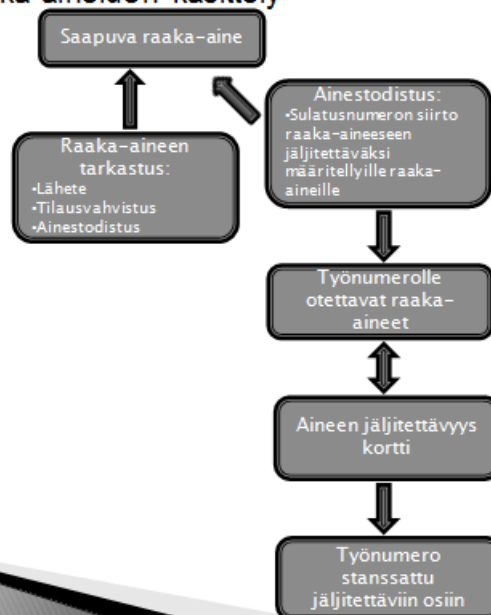 Saapuva raaka-aine
Ainestodistus:
•Sulatusnumeron siirto
raaka-aineeseen
jäljitettäväksi
määritellyille raaka-
aineille
Raaka-aineen
tarkastus:
•Lähete
•Tilausvahvistus
•Ainestodistus
Työnumerolle
otettavat raaka-
aineet
Aineen jäljitettävyys
kortti
Työnumero
stanssattu
jäljitettäviin osiin